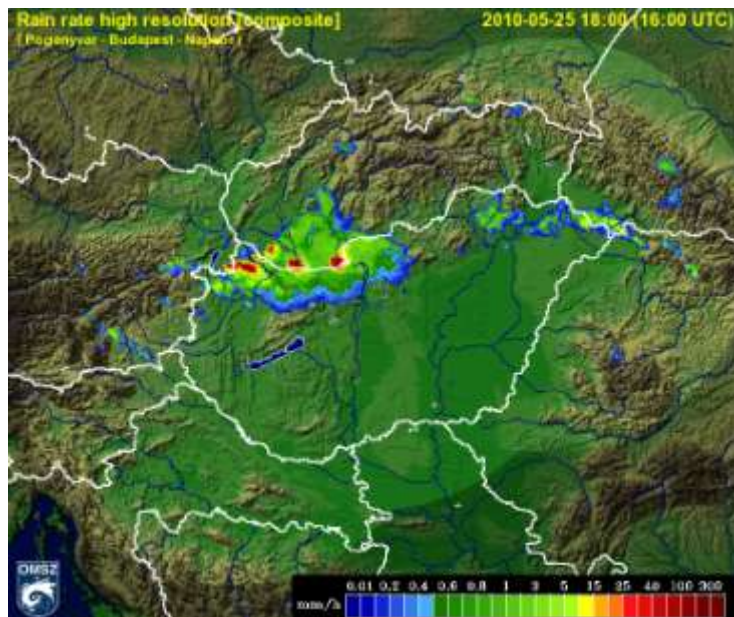 Rain rate high resolution [composite] 2010-05-25 18:00 (16:00 UTC)
( Pogenyvar - Budapest - Napkor )
OMSZ
0.01 0.2 0.4 0.6 0.8 1 3 5 15 25 40 100 300
mm/h